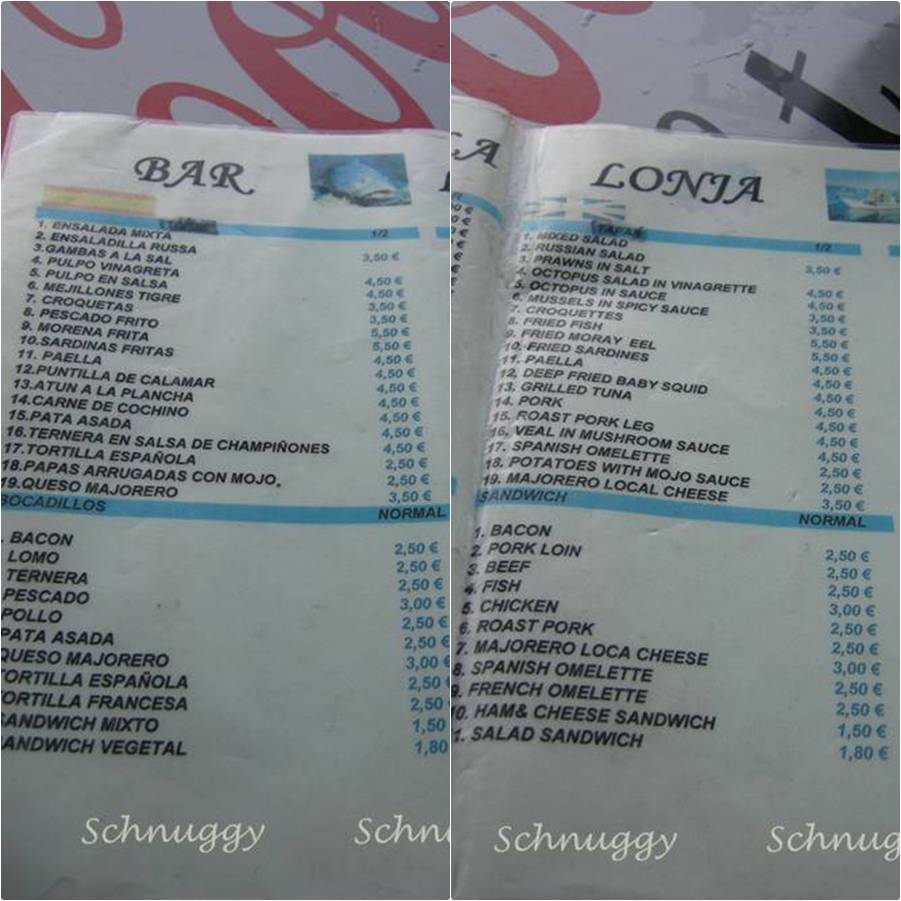 BAR
1/2
1. ENSALADA MIXTA
2. ENSALADILLA RUSSA 3,50 €
3.GAMBAS A LA SAL
4. PULPO VINAGRETA 4,50 €
5. PULPO EN SALSA 4,50 €
6. MEJILLONES TIGRE 3,50 €
7. CROQUETAS 3,50 €
8. PESCADO FRITO 5,50 €
9. MORENA FRITA 5,50 €
10.SARDINAS FRITAS 4,50 €
11. PAELLA 4,50 €
12.PUNTILLA DE CALAMAR 4,50 €
13.ATUN A LA PLANCHA 4,50 €
14.CARNE DE COCHINO 4,50 €
15.PATA ASADA 4,50 €
16.TERNERA EN SALSA DE CHAMPIÑONES 2,50 €
17.TORTILLA ESPAÑOLA 2,50 €
18.PAPAS ARRUGADAS CON MOJO. 3,50 €
19.QUESO MAJORERO
BOCADILLOS NORMAL
. BACON 2,50 €
LOMO 2,50 €
TERNERA 2,50 €
PESCADO 3,00 €
POLLO 2,50 €
PATA ASADA 2,50 €
QUESO MAJORERO 3,00 €
TORTILLA ESPAÑOLA 2,50
TORTILLA FRANCESA 2,50
SANDWICH MIXTO 1,50
SANDWICH VEGETAL 1,80
Schnuggy Schnu
LA LONJA
TAPAS 1/2
1. MIXED SALAD
2. RUSSIAN SALAD 3,50 €
3. PRAWNS IN SALT
4. OCTOPUS SALAD IN VINAGRETTE 4,50 €
5. OCTOPUS IN SAUCE 4,50 €
6. MUSSELS IN SPICY SAUCE 3,50 €
7. CROQUETTES 3,50 €
8. FRIED FISH 5,50 €
9. FRIED MORAY EEL 5,50 €
10. FRIED SARDINES 4,50 €
11. PAELLA 4,50 €
12. DEEP FRIED BABY SQUID 4,50 €
13. GRILLED TUNA 4,50 €
14. PORK 4,50 €
15. ROAST PORK LEG 4,50 €
16. VEAL IN MUSHROOM SAUCE 2,50 €
17. SPANISH OMELETTE 2,50 €
18. POTATOES WITH MOJO SAUCE 3,50 €
19. MAJORERO LOCAL CHEESE
SANDWICH NORMAL
1. BACON 2,50 €
2. PORK LOIN 2,50 €
3. BEEF 2,50 €
4. FISH 3,00 €
5. CHICKEN 2,50 €
6. ROAST PORK 2,50 €
7. MAJORERO LOCA CHEESE 3,00 €
8. SPANISH OMELETTE 2,50 €
9. FRENCH OMELETTE 2,50 €
10. HAM& CHEESE SANDWICH 1,50 €
1. SALAD SANDWICH 1,80 €
Schnuggy Schnug